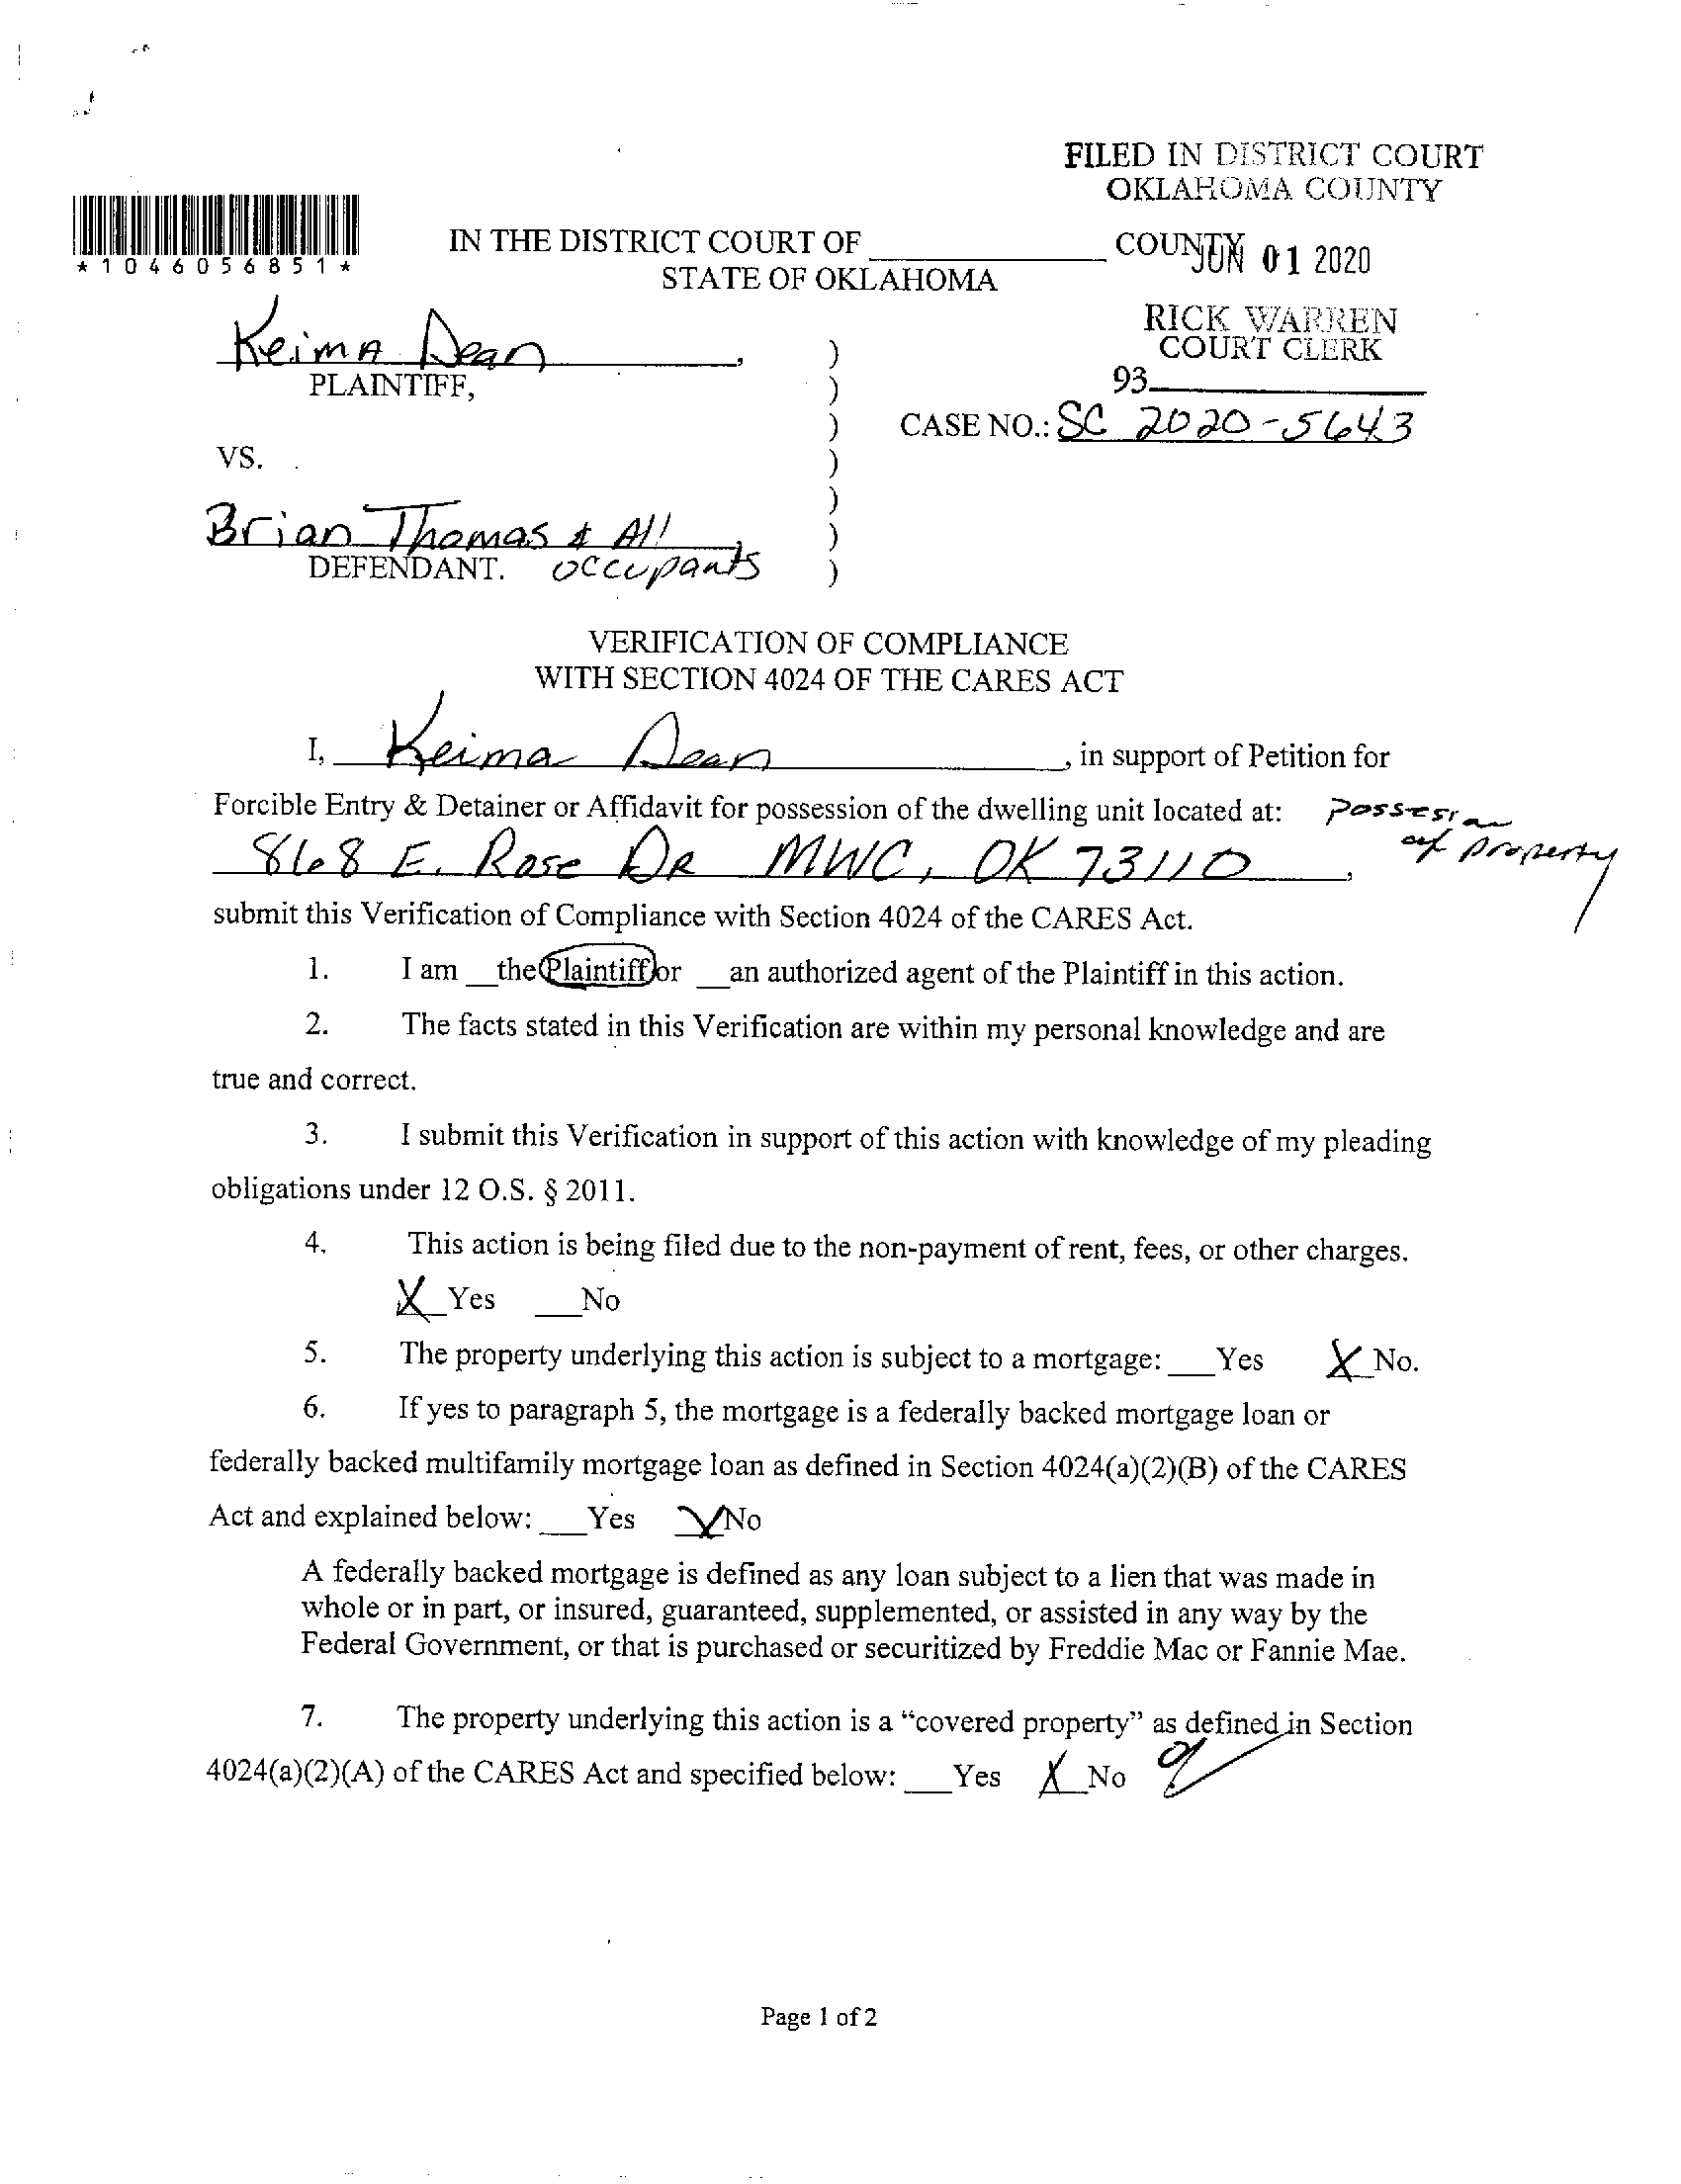 FILED IN DISTRICT COURT
OKLAHOMA COUNTY
*1046056851*
IN THE DISTRICT COURT OF ____________ COUNTY
JUN 01 2020
STATE OF OKLAHOMA
RICK WARREN
COURT CLERK
93____________
Keima Dean,
PLAINTIFF,
CASE NO.: SC 2020-5643
VS.
Brian Thomas & All
DEFENDANT. occupants
VERIFICATION OF COMPLIANCE
WITH SECTION 4024 OF THE CARES ACT
I, Keima Dean, in support of Petition for
Forcible Entry & Detainer or Affidavit for possession of the dwelling unit located at: Possesion
of property
868 E. Rose DR MWC, OK 73110,
submit this Verification of Compliance with Section 4024 of the CARES Act.
1. I am __the Plaintiff or __an authorized agent of the Plaintiff in this action.
2. The facts stated in this Verification are within my personal knowledge and are
true and correct.
3. I submit this Verification in support of this action with knowledge of my pleading
obligations under 12 O.S. § 2011.
4. This action is being filed due to the non-payment of rent, fees, or other charges.
X Yes ___No
5. The property underlying this action is subject to a mortgage: ___Yes X No.
6. If yes to paragraph 5, the mortgage is a federally backed mortgage loan or
federally backed multifamily mortgage loan as defined in Section 4024(a)(2)(B) of the CARES
Act and explained below: ___Yes X No
A federally backed mortgage is defined as any loan subject to a lien that was made in
whole or in part, or insured, guaranteed, supplemented, or assisted in any way by the
Federal Government, or that is purchased or securitized by Freddie Mac or Fannie Mae.
7. The property underlying this action is a “covered property” as defined in Section
4024(a)(2)(A) of the CARES Act and specified below: ___Yes X No
Page 1 of 2